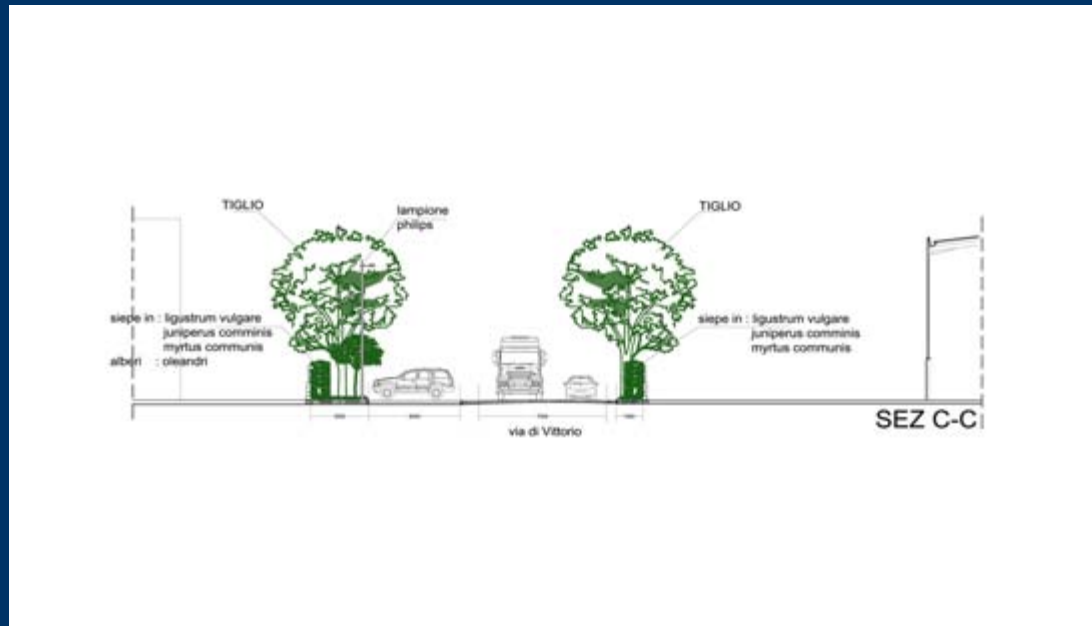 TIGLIO
lampione
philips
TIGLIO
siepe in : ligustrum vulgare
juniperus comminis
myrtus communis
alberi : oleandri
siepe in : ligustrum vulgare
juniperus comminis
myrtus communis
via di Vittorio
SEZ C-C